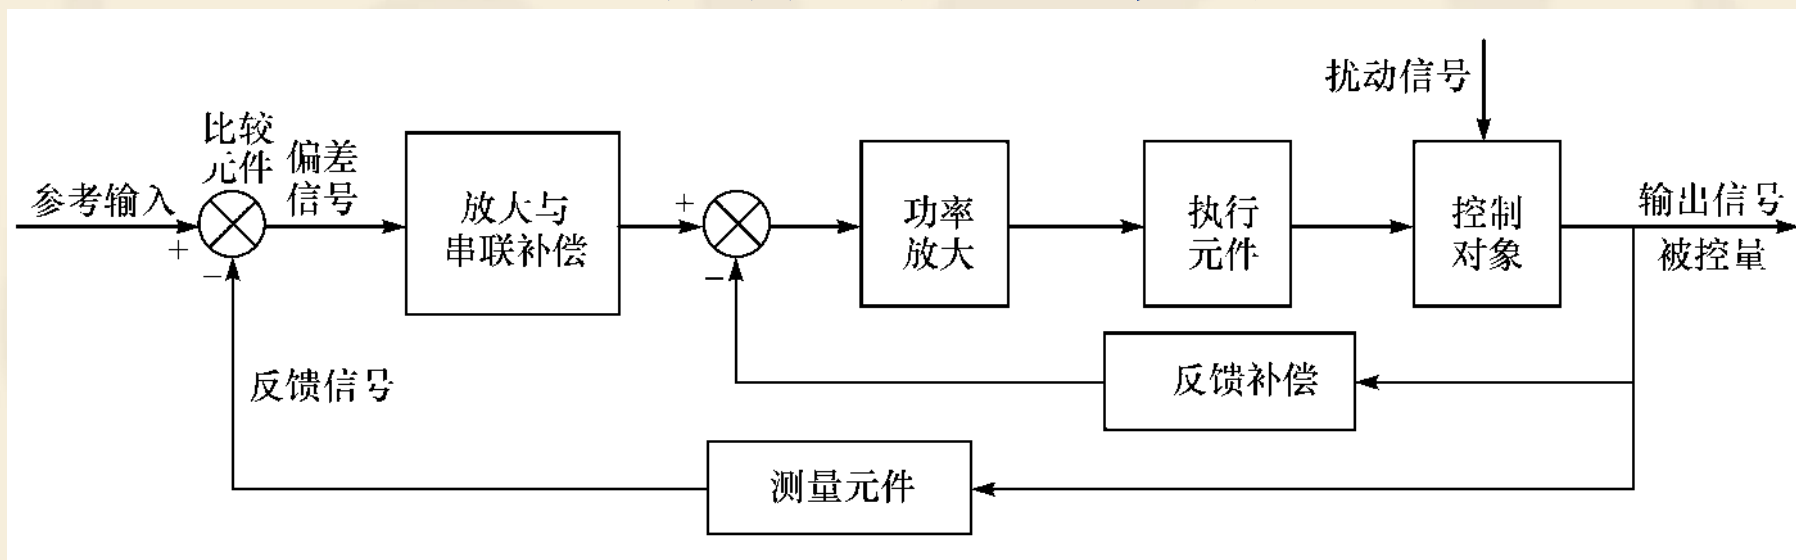 扰动信号
比较
元件
偏差
信号
参考输入
+
−
放大与
串联补偿
+
−
功率
放大
执行
元件
控制
对象
输出信号
被控量
反馈信号
反馈补偿
测量元件